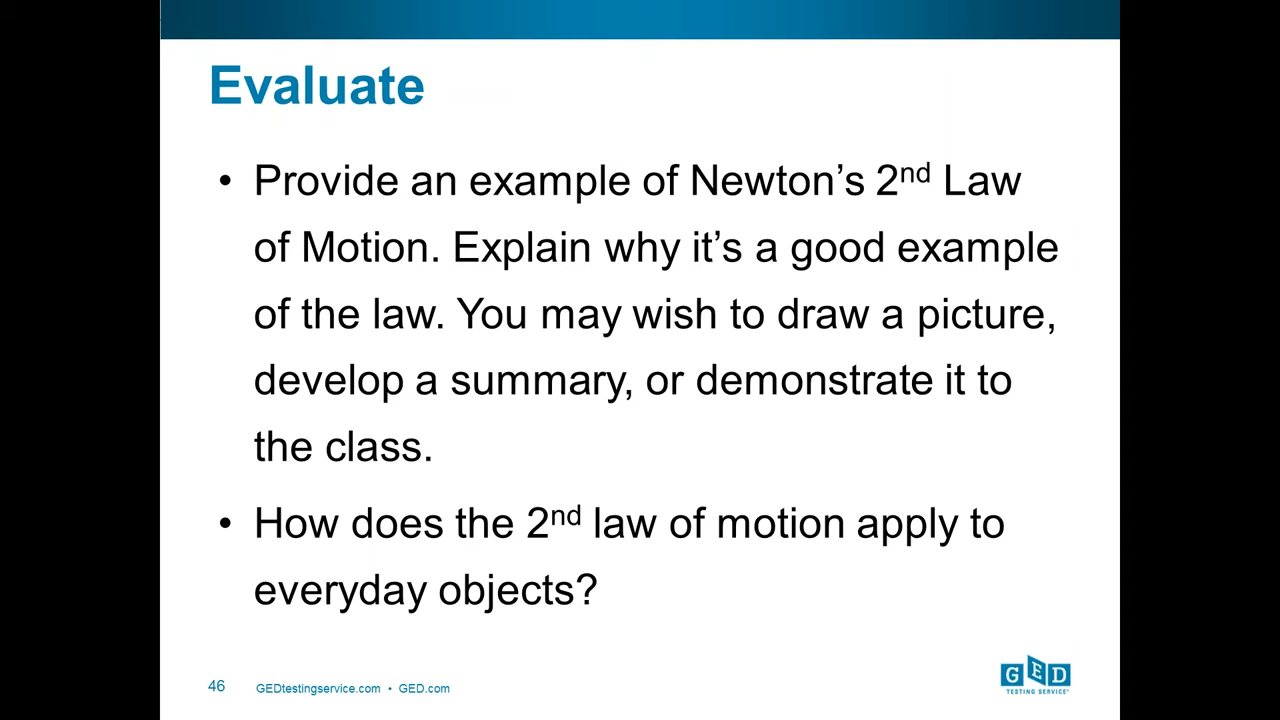 Evaluate
• Provide an example of Newton’s 2nd Law
of Motion. Explain why it’s a good example
of the law. You may wish to draw a picture,
develop a summary, or demonstrate it to
the class.
• How does the 2nd law of motion apply to
everyday objects?
46 GEDtestingservice.com • GED.com
GED
TESTING SERVICE®